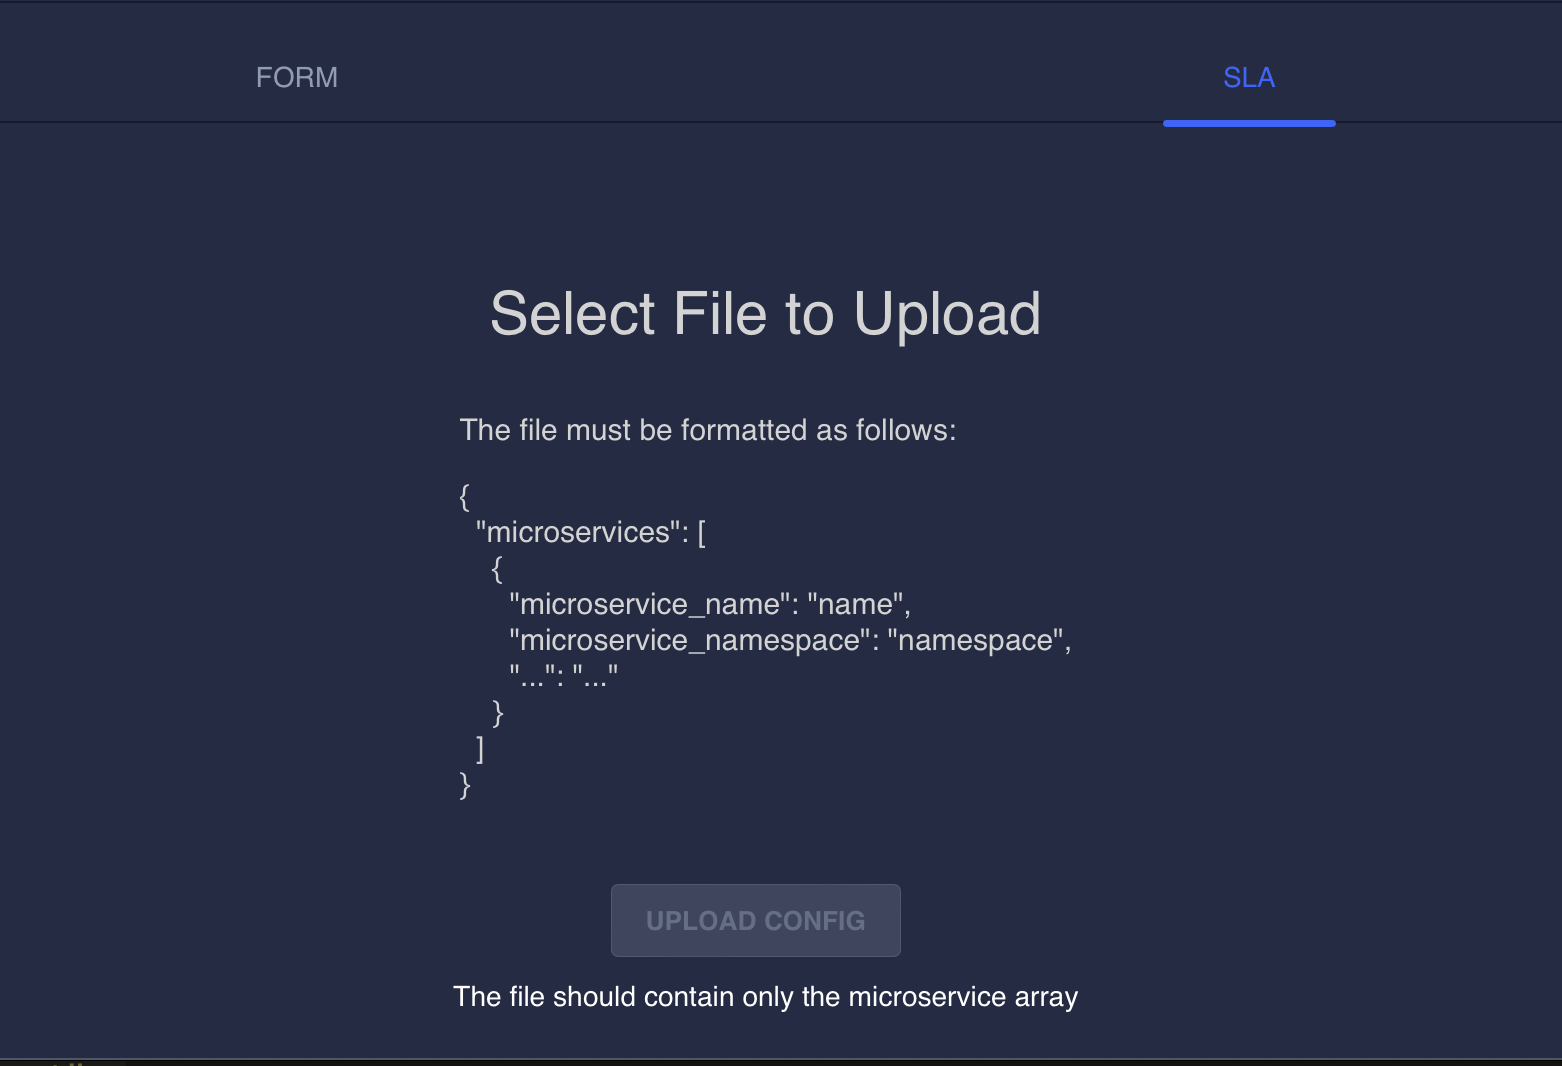 FORM
SLA
Select File to Upload
The file must be formatted as follows:
{
"microservices": [
{
"microservice_name": "name",
"microservice_namespace": "namespace",
"...": "..."
}
]
}
UPLOAD CONFIG
The file should contain only the microservice array